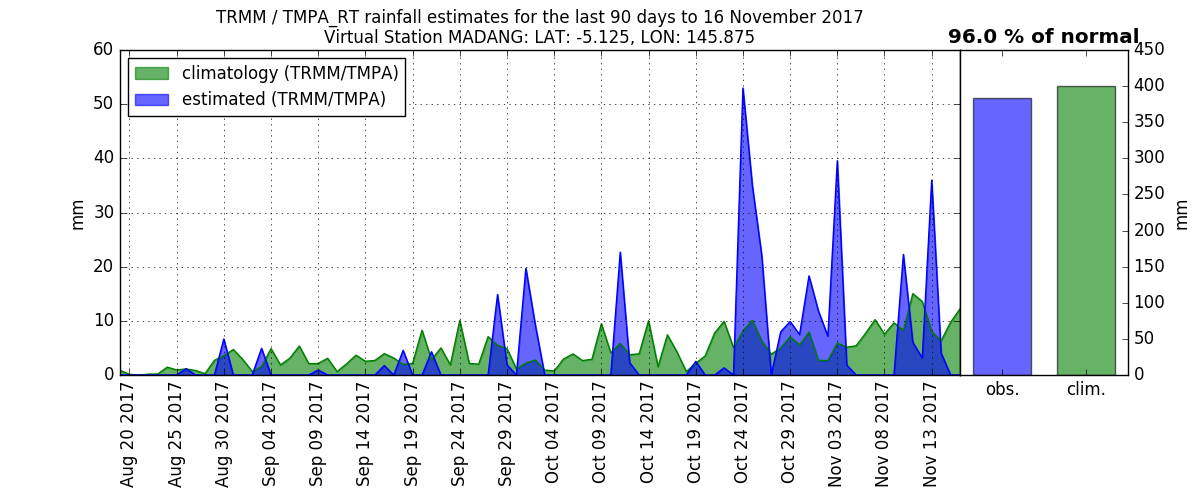 TRMM / TMPA_RT rainfall estimates for the last 90 days to 16 November 2017
Virtual Station MADANG: LAT: -5.125, LON: 145.875
96.0 % of normal
climatology (TRMM/TMPA)
estimated (TRMM/TMPA)
60
50
40
30
20
10
0
mm
450
400
350
300
250
200
150
100
50
0
mm
Aug 20 2017
Aug 25 2017
Aug 30 2017
Sep 04 2017
Sep 09 2017
Sep 14 2017
Sep 19 2017
Sep 24 2017
Sep 29 2017
Oct 04 2017
Oct 09 2017
Oct 14 2017
Oct 19 2017
Oct 24 2017
Oct 29 2017
Nov 03 2017
Nov 08 2017
Nov 13 2017
obs.
clim.